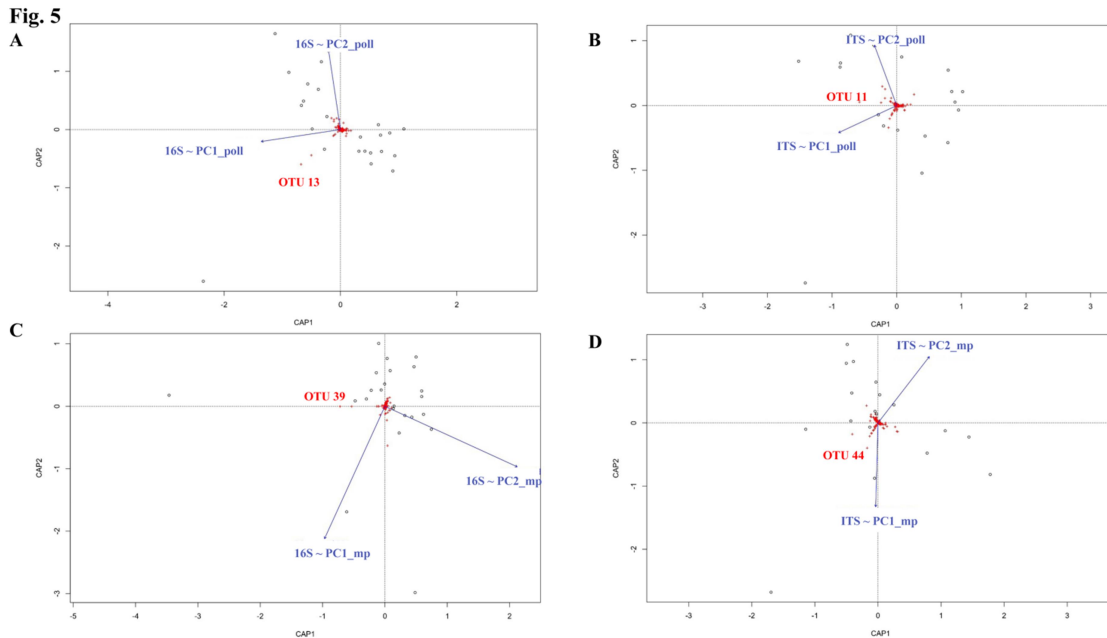 Fig. 5
A
16S ~ PC2_poll
16S ~ PC1_poll
OTU 13
CAP2
1
0
-1
-2
-4
-2
0
2
CAP1
B
ITS ~ PC2_poll
OTU 11
ITS ~ PC1_poll
CAP2
1
0
-1
-2
-3
-2
-1
0
1
2
3
CAP1
C
OTU 39
16S ~ PC2_mp
16S ~ PC1_mp
CAP2
1
0
-1
-2
-3
-5
-4
-3
-2
-1
0
1
2
CAP1
D
ITS ~ PC2_mp
OTU 44
ITS ~ PC1_mp
CAP2
1
0
-1
-2
-3
-2
-1
0
1
2
3
CAP1